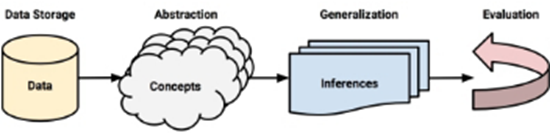 Data Storage Abstraction Generalization Evaluation
Data Concepts Inferences